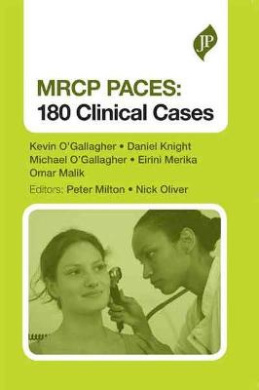 JP
MRCP PACES:
180 Clinical Cases
Kevin O'Gallagher • Daniel Knight
Michael O'Gallagher • Eirini Merika
Omar Malik
Editors: Peter Milton • Nick Oliver